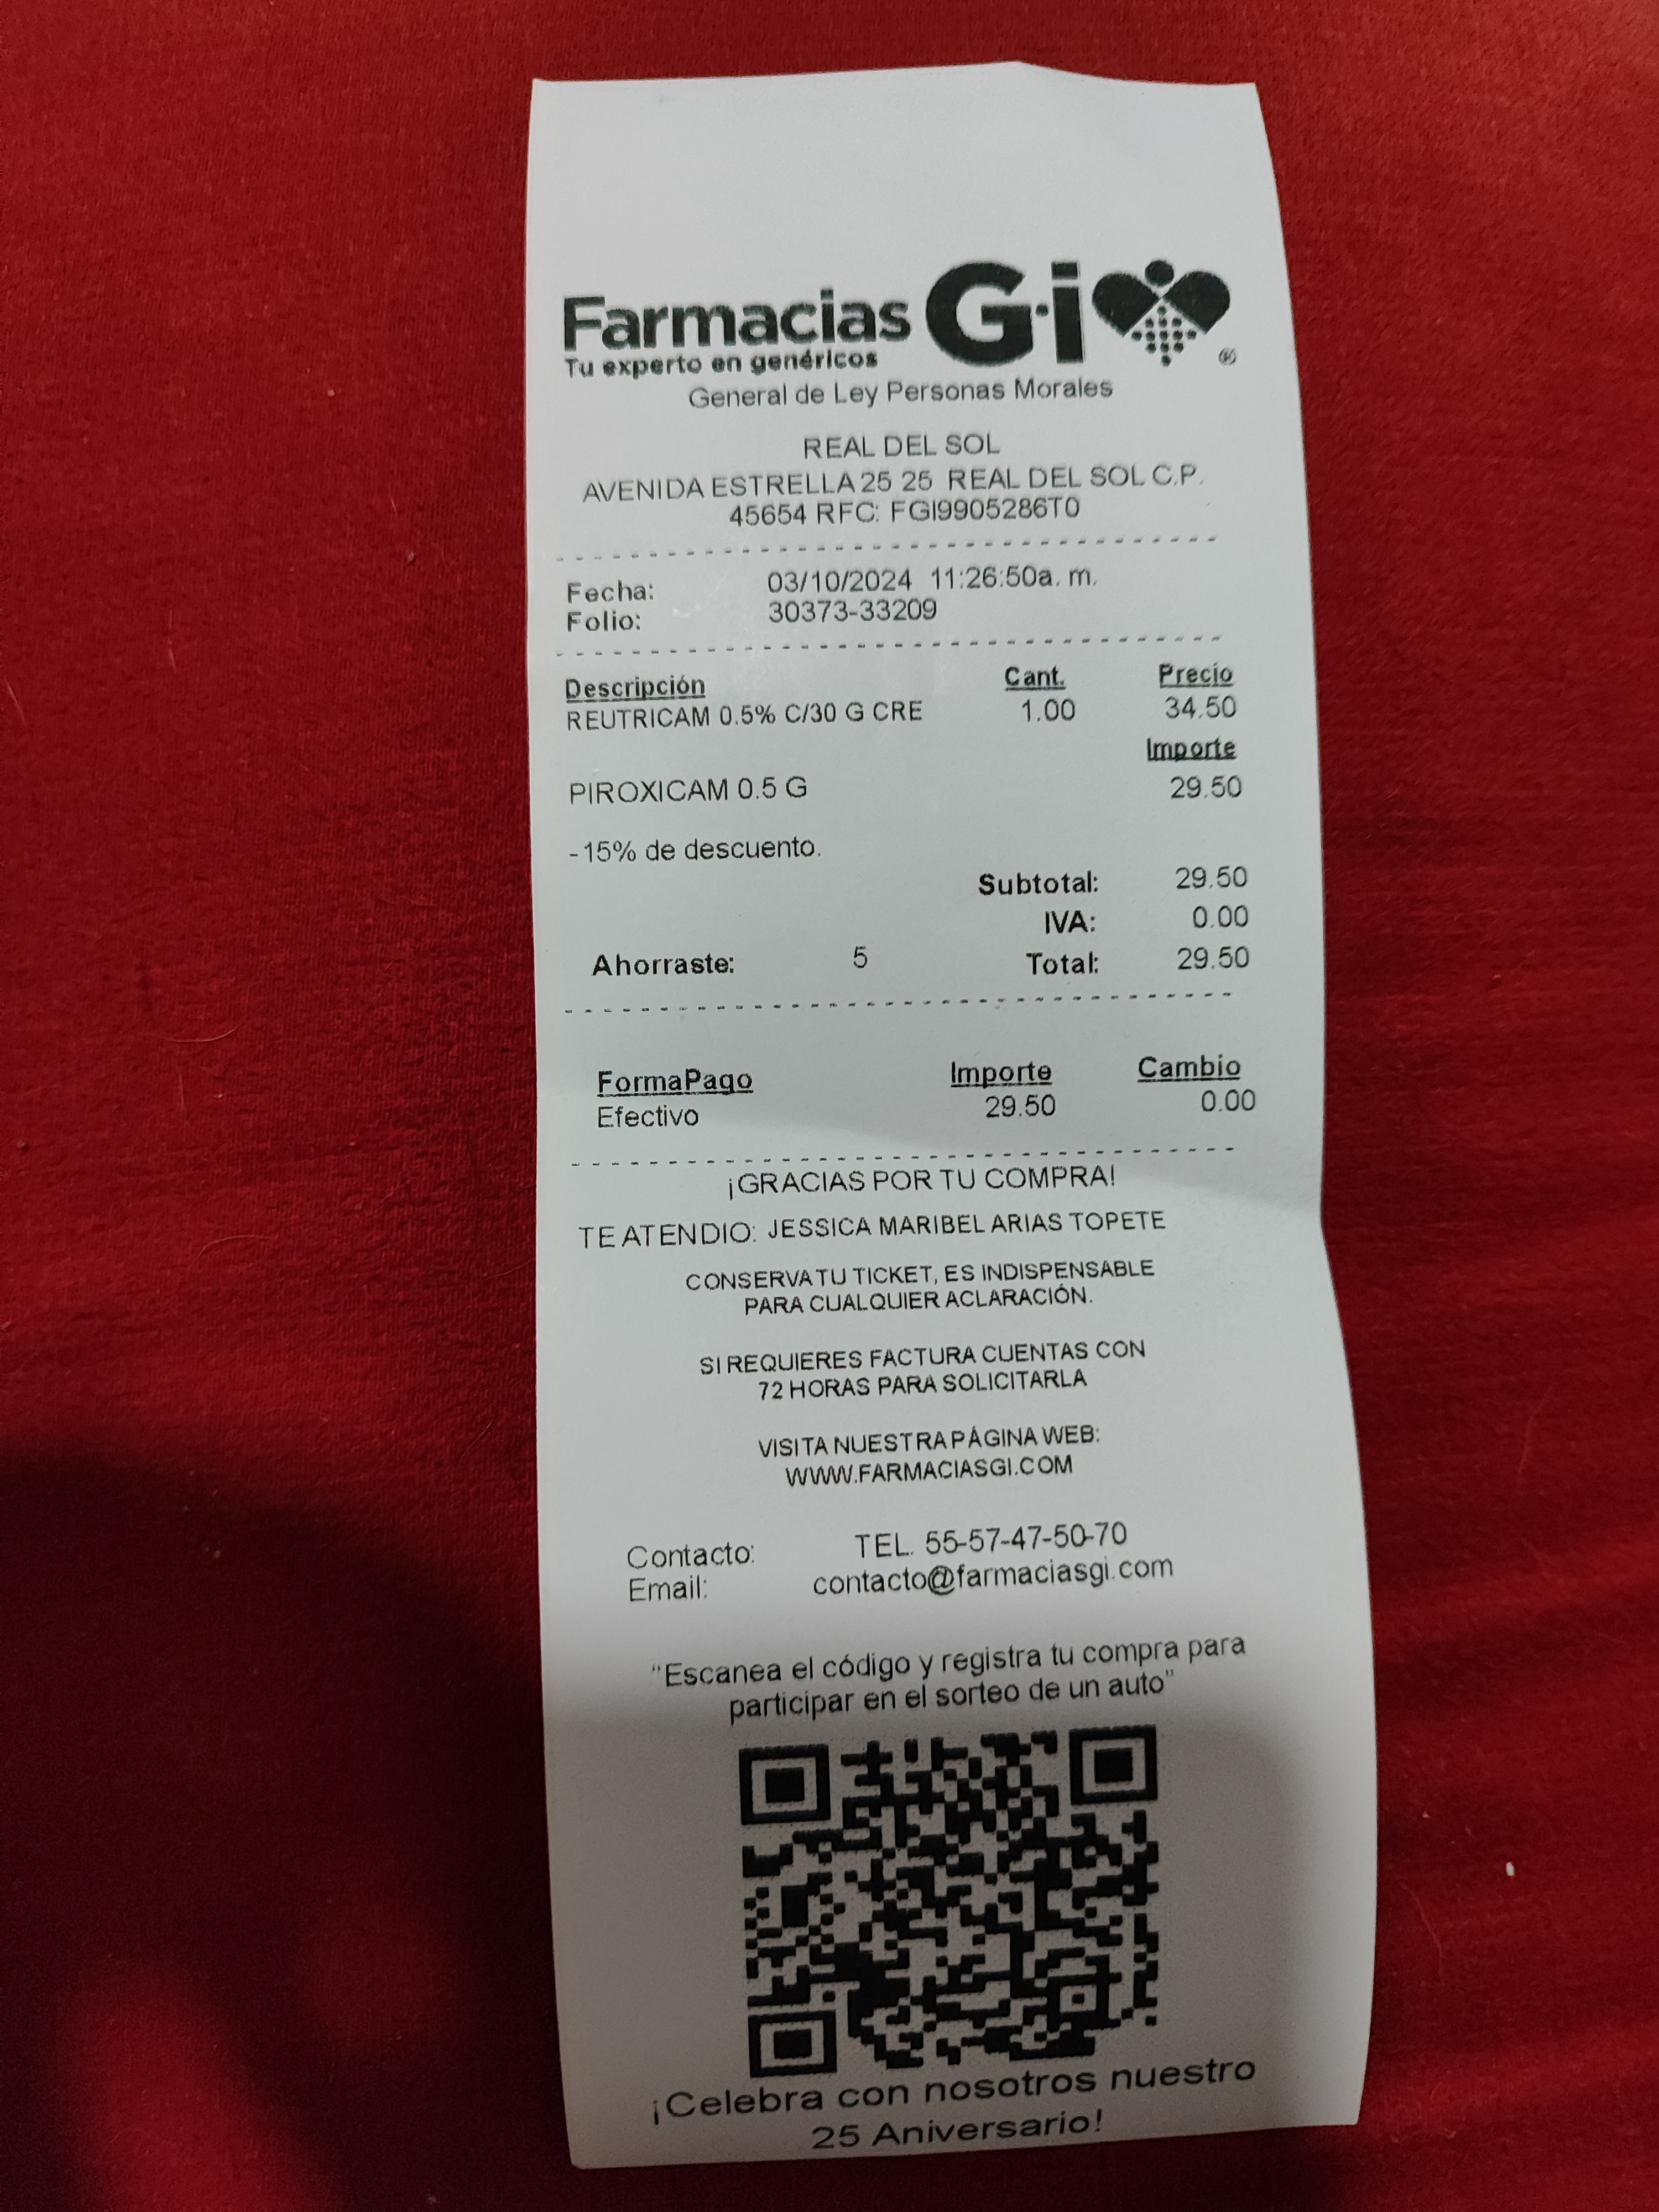 Farmacias G·i ®
Tu experto en genéricos
General de Ley Personas Morales
REAL DEL SOL
AVENIDA ESTRELLA 25 25 REAL DEL SOL C.P.
45654 RFC: FGI9905286T0
Fecha: 03/10/2024 11:26:50a. m.
Folio: 30373-33209
Descripción Cant. Precio
REUTRICAM 0.5% C/30 G CRE 1.00 34.50
Importe
PIROXICAM 0.5 G 29.50
-15% de descuento.
Subtotal: 29.50
IVA: 0.00
Ahorraste: 5 Total: 29.50
FormaPago Importe Cambio
Efectivo 29.50 0.00
¡GRACIAS POR TU COMPRA!
TE ATENDIO: JESSICA MARIBEL ARIAS TOPETE
CONSERVA TU TICKET, ES INDISPENSABLE
PARA CUALQUIER ACLARACIÓN.
SI REQUIERES FACTURA CUENTAS CON
72 HORAS PARA SOLICITARLA
VISITA NUESTRA PÁGINA WEB:
WWW.FARMACIASGI.COM
Contacto: TEL. 55-57-47-50-70
Email: contacto@farmaciasgi.com
"Escanea el código y registra tu compra para
participar en el sorteo de un auto"
¡Celebra con nosotros nuestro
25 Aniversario!